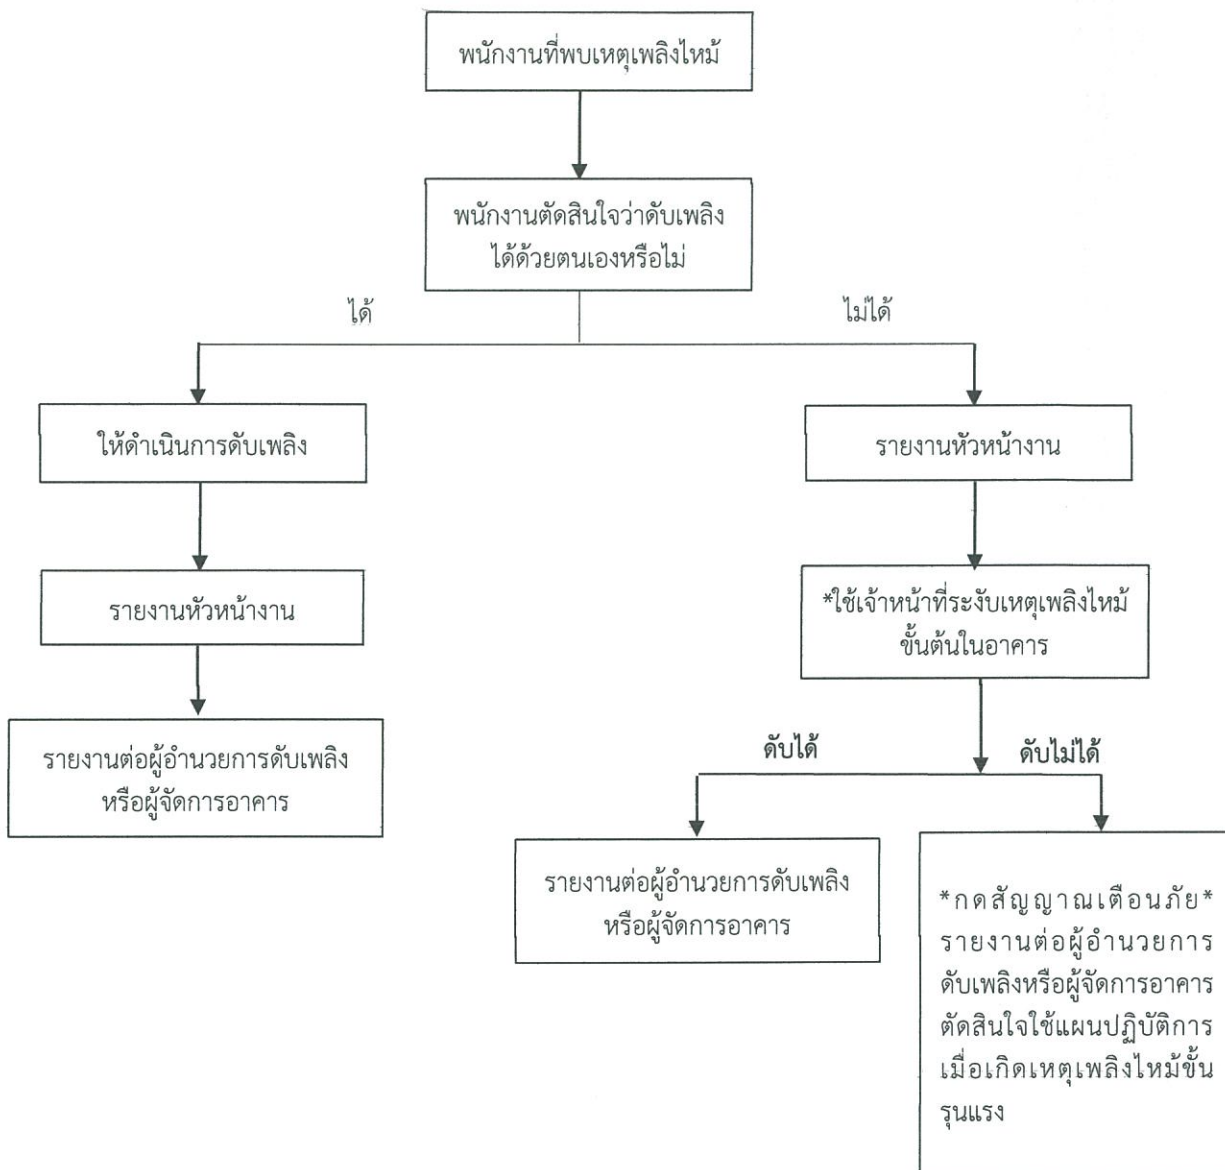 พนักงานที่พบเหตุเพลิงไหม้
พนักงานตัดสินใจว่าดับเพลิง
ได้ด้วยตนเองหรือไม่
ได้
ไม่ได้
ให้ดำเนินการดับเพลิง
รายงานหัวหน้างาน
รายงานหัวหน้างาน
*ใช้เจ้าหน้าที่ระงับเหตุเพลิงไหม้
ขั้นต้นในอาคาร
รายงานต่อผู้อำนวยการดับเพลิง
หรือผู้จัดการอาคาร
ดับได้
ดับไม่ได้
รายงานต่อผู้อำนวยการดับเพลิง
หรือผู้จัดการอาคาร
*กดสัญญาณเตือนภัย*
รายงานต่อผู้อำนวยการ
ดับเพลิงหรือผู้จัดการอาคาร
ตัดสินใจใช้แผนปฏิบัติการ
เมื่อเกิดเหตุเพลิงไหม้ขั้น
รุนแรง